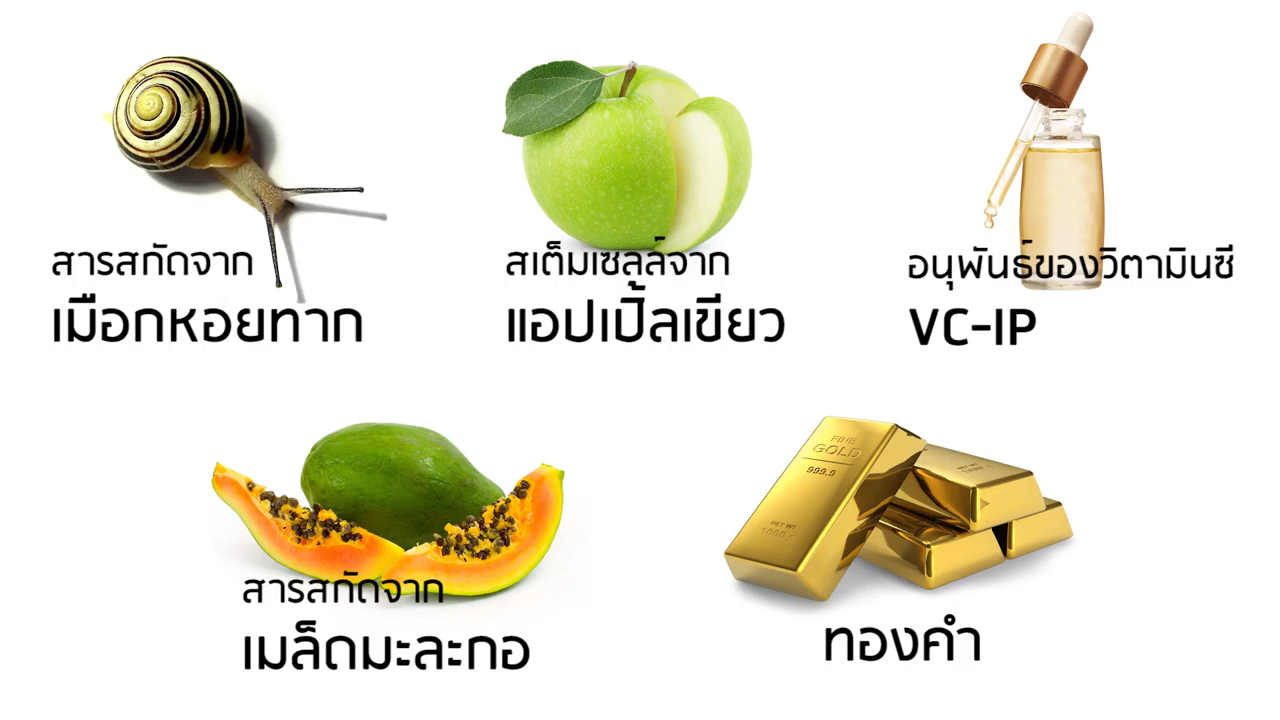 สารสกัดจาก
เมือกหอยทาก
สเต็มเซลล์จาก
แอปเปิ้ลเขียว
อนุพันธ์ของวิตามินซี
VC-IP
สารสกัดจาก
เมล็ดมะละกอ
FINE
GOLD
999.9
NET WT
1000 g
ทองคำ